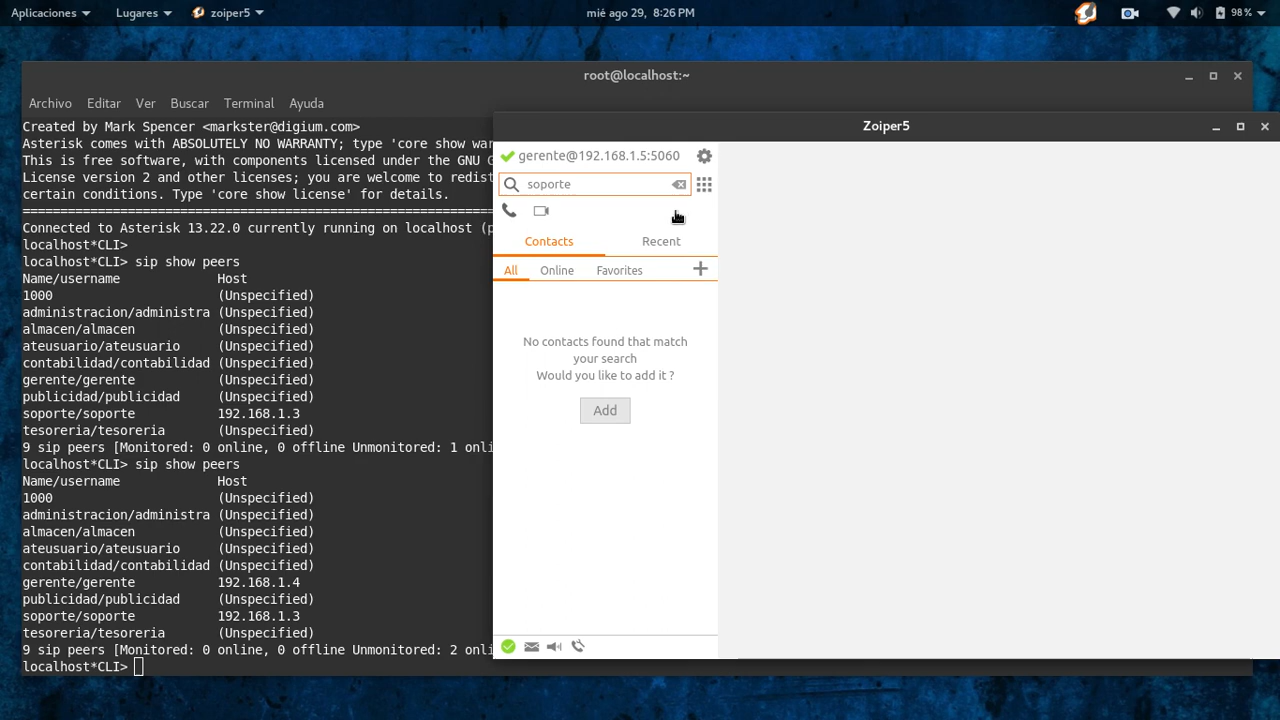 Aplicaciones Lugares zoiper5 mié ago 29, 8:26 PM 98%
root@localhost:~
Archivo Editar Ver Buscar Terminal Ayuda
Created by Mark Spencer <markster@digium.com>
Asterisk comes with ABSOLUTELY NO WARRANTY; type 'core show
This is free software, with components licensed under the GNU
License version 2 and other licenses; you are welcome to
certain conditions. Type 'core show license' for details.
================================================================
Connected to Asterisk 13.22.0 currently running on localhost
localhost*CLI>
localhost*CLI> sip show peers
Name/username Host
1000 (Unspecified)
administracion/administra (Unspecified)
almacen/almacen (Unspecified)
ateusuario/ateusuario (Unspecified)
contabilidad/contabilidad (Unspecified)
gerente/gerente (Unspecified)
publicidad/publicidad (Unspecified)
soporte/soporte 192.168.1.3
tesoreria/tesoreria (Unspecified)
9 sip peers [Monitored: 0 online, 0 offline Unmonitored: 1
localhost*CLI> sip show peers
Name/username Host
1000 (Unspecified)
administracion/administra (Unspecified)
almacen/almacen (Unspecified)
ateusuario/ateusuario (Unspecified)
contabilidad/contabilidad (Unspecified)
gerente/gerente 192.168.1.4
publicidad/publicidad (Unspecified)
soporte/soporte 192.168.1.3
tesoreria/tesoreria (Unspecified)
9 sip peers [Monitored: 0 online, 0 offline Unmonitored: 2
localhost*CLI>
Zoiper5
gerente@192.168.1.5:5060
soporte
Contacts Recent
All Online Favorites
No contacts found that match
your search
Would you like to add it ?
Add